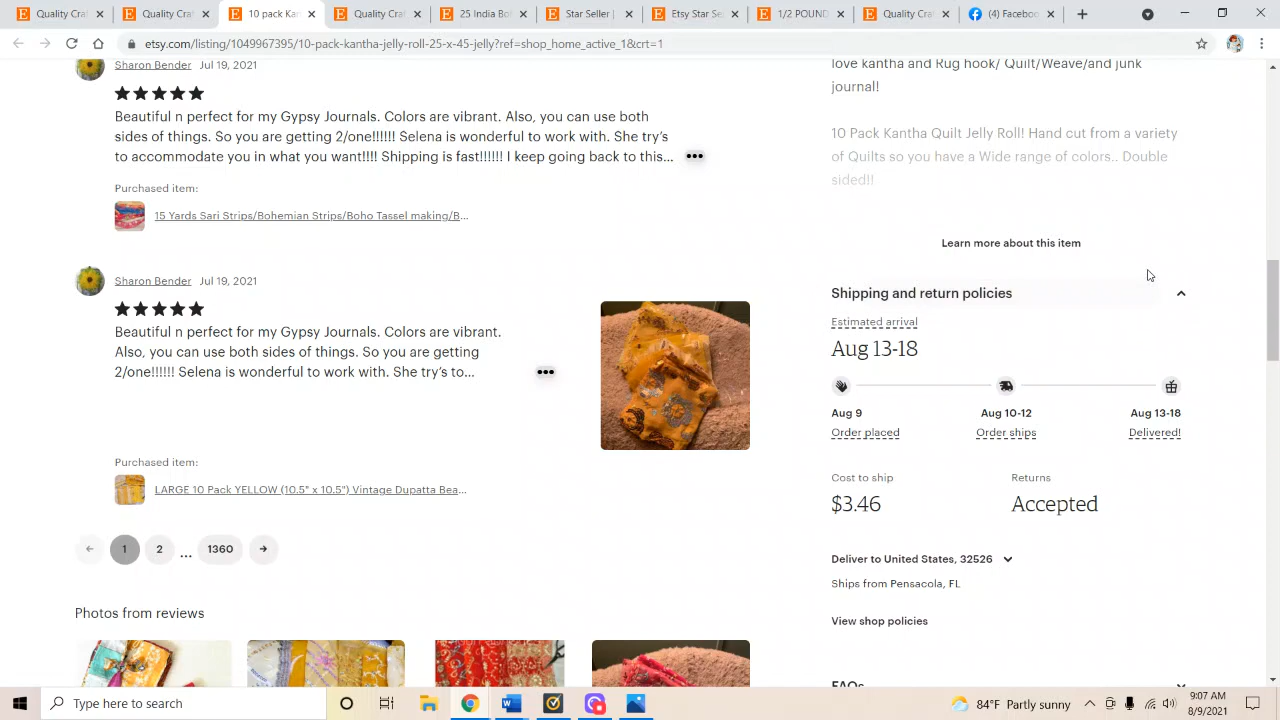 Quality Craf
Quality Craf
10 pack Kan
Quality Craf
25 India Bo
Star Seller
Etsy Star Se
1/2 POUND
Quality Craf
(4) Faceboo
etsy.com/listing/1049967395/10-pack-kantha-jelly-roll-25-x-45-jelly?ref=shop_home_active_1&crt=1
Sharon Bender Jul 19, 2021
Beautiful n perfect for my Gypsy Journals. Colors are vibrant. Also, you can use both
sides of things. So you are getting 2/one!!!!!! Selena is wonderful to work with. She try's
to accommodate you in what you want!!!! Shipping is fast!!!!!! I keep going back to this...
Purchased item:
15 Yards Sari Strips/Bohemian Strips/Boho Tassel making/B...
Sharon Bender Jul 19, 2021
Beautiful n perfect for my Gypsy Journals. Colors are vibrant.
Also, you can use both sides of things. So you are getting
2/one!!!!!! Selena is wonderful to work with. She try's to...
Purchased item:
LARGE 10 Pack YELLOW (10.5" x 10.5") Vintage Dupatta Bea...
1 2 ... 1360
Photos from reviews
love kantha and Rug hook/ Quilt/Weave/and junk
journal!
10 Pack Kantha Quilt Jelly Roll! Hand cut from a variety
of Quilts so you have a Wide range of colors.. Double
sided!!
Learn more about this item
Shipping and return policies
Estimated arrival
Aug 13-18
Aug 9 Aug 10-12 Aug 13-18
Order placed Order ships Delivered!
Cost to ship Returns
$3.46 Accepted
Deliver to United States, 32526
Ships from Pensacola, FL
View shop policies
FAQs
Type here to search
84°F Partly sunny
9:07 AM
8/9/2021